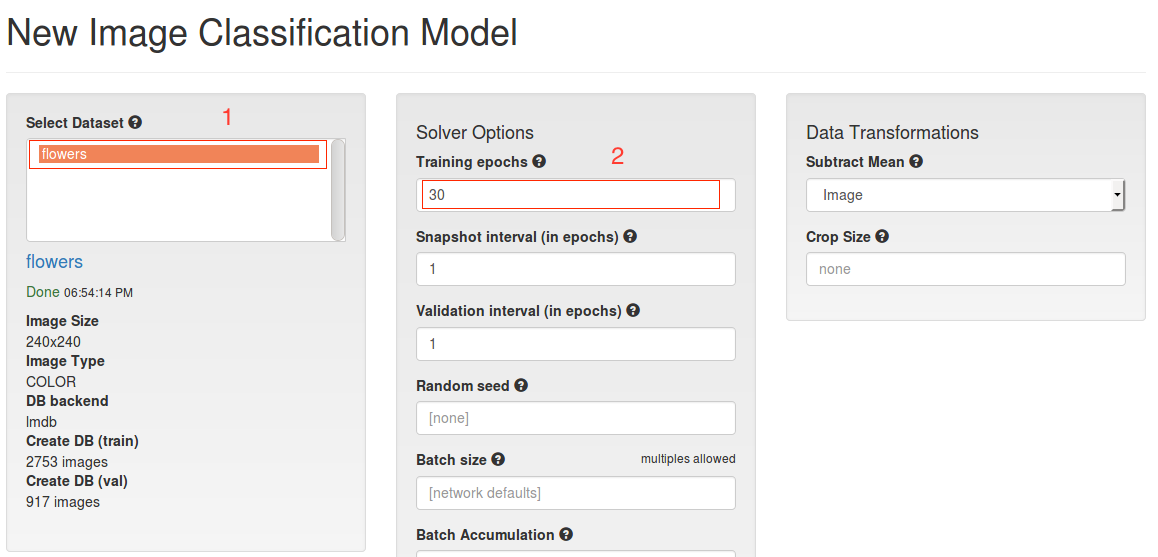 New Image Classification Model
Select Dataset
1
flowers
flowers
Done 06:54:14 PM
Image Size
240x240
Image Type
COLOR
DB backend
lmdb
Create DB (train)
2753 images
Create DB (val)
917 images
Solver Options
Training epochs
2
30
Snapshot interval (in epochs)
1
Validation interval (in epochs)
1
Random seed
[none]
Batch size multiples allowed
[network defaults]
Batch Accumulation
Data Transformations
Subtract Mean
Image
Crop Size
none